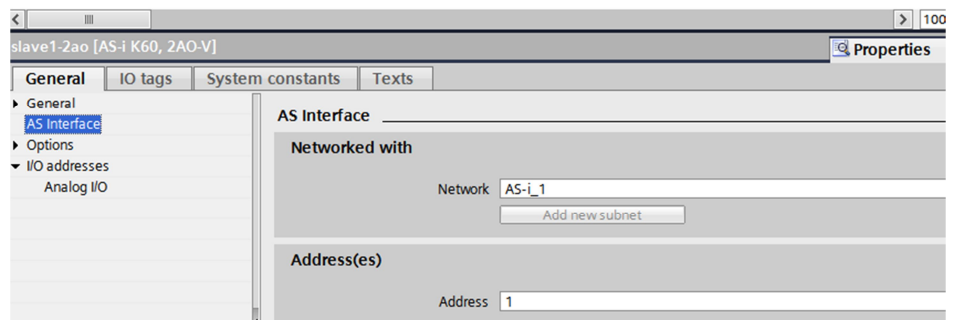 100
slave1-2ao [AS-i K60, 2AO-V]
Properties
General IO tags System constants Texts
General
AS Interface
Options
I/O addresses
Analog I/O
AS Interface
Networked with
Network AS-i_1
Add new subnet
Address(es)
Address 1